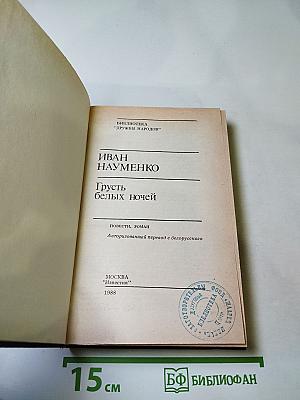 БИБЛИОТЕКА
"ДРУЖБЫ НАРОДОВ"
ИВАН
НАУМЕНКО
Грусть
белых ночей
ПОВЕСТИ, РОМАН
Авторизованный перевод с белорусского
МОСКВА
"Известия"
1988
БИБЛИОТЕКА
15 см
БФ БИБЛИОФАН